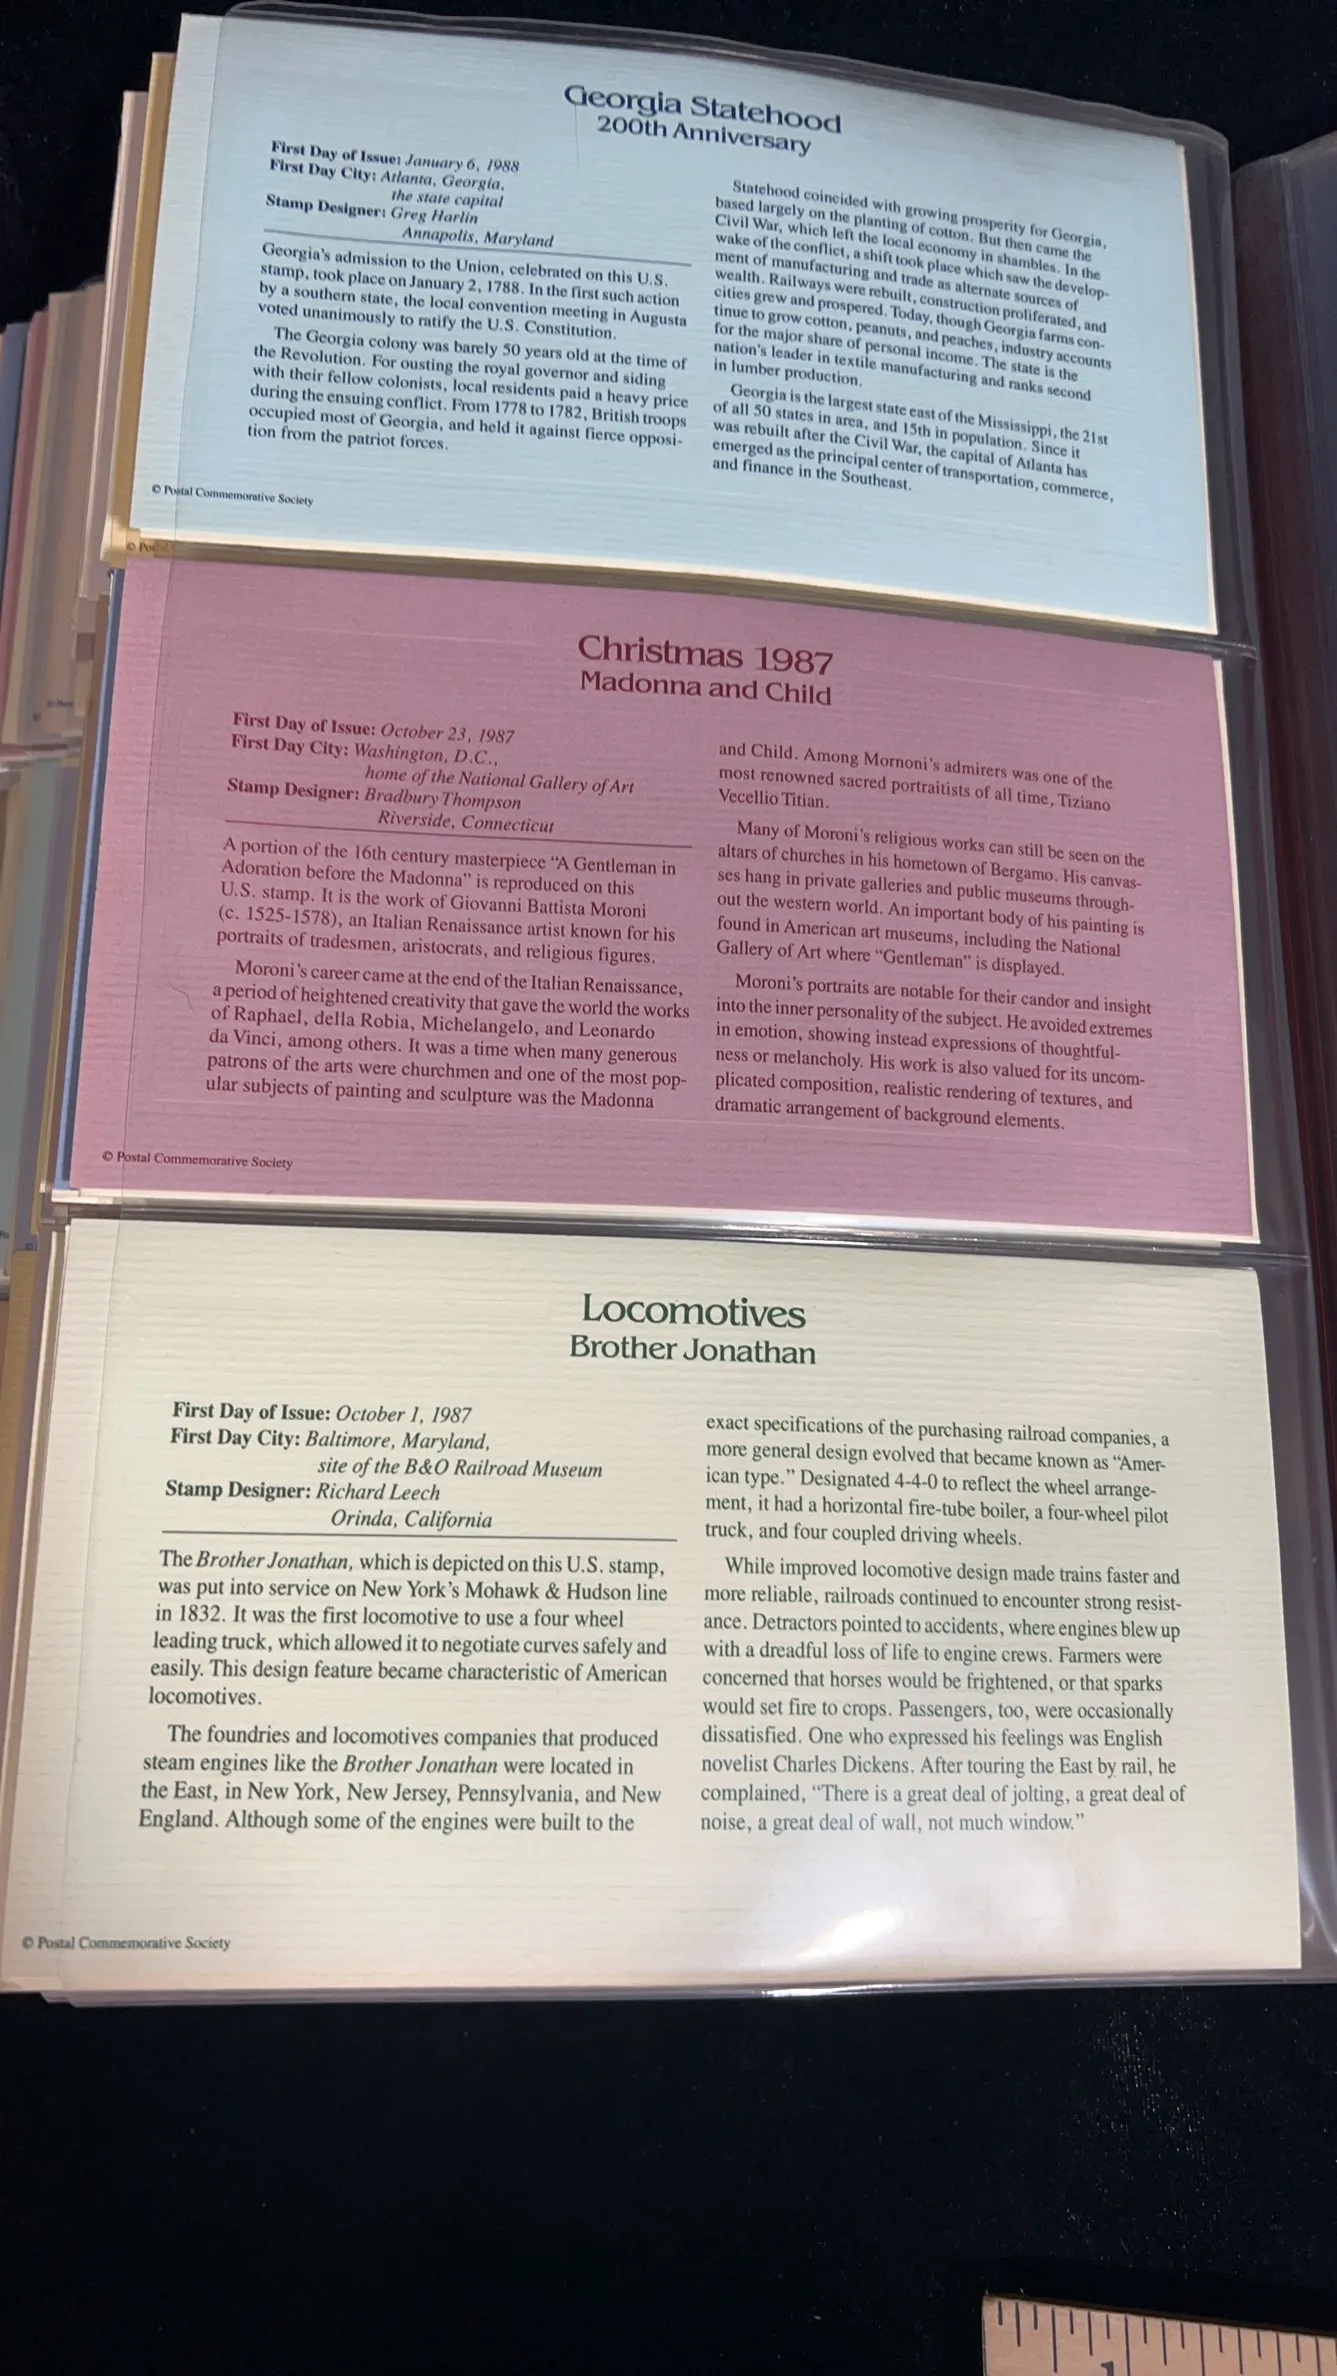 Georgia Statehood
200th Anniversary
First Day of Issue: January 6, 1988
First Day City: Atlanta, Georgia,
the state capital
Stamp Designer: Greg Harlin
Annapolis, Maryland
Georgia's admission to the Union, celebrated on this U.S.
stamp, took place on January 2, 1788. In the first such action
by a southern state, the local convention meeting in Augusta
voted unanimously to ratify the U.S. Constitution.
The Georgia colony was barely 50 years old at the time of
the Revolution. For ousting the royal governor and siding
with their fellow colonists, local residents paid a heavy price
during the ensuing conflict. From 1778 to 1782, British troops
occupied most of Georgia, and held it against fierce opposi-
tion from the patriot forces.
Statehood coincided with growing prosperity for Georgia,
based largely on the planting of cotton. But then came the
Civil War, which left the local economy in shambles. In the
wake of the conflict, a shift took place which saw the develop-
ment of manufacturing and trade as alternate sources of
wealth. Railways were rebuilt, construction proliferated, and
cities grew and prospered. Today, though Georgia farms con-
tinue to grow cotton, peanuts, and peaches, industry accounts
for the major share of personal income. The state is the
nation's leader in textile manufacturing and ranks second
in lumber production.
Georgia is the largest state east of the Mississippi, the 21st
of all 50 states in area, and 15th in population. Since it
was rebuilt after the Civil War, the capital of Atlanta has
emerged as the principal center of transportation, commerce,
and finance in the Southeast.
© Postal Commemorative Society
© Pos
Christmas 1987
Madonna and Child
First Day of Issue: October 23, 1987
First Day City: Washington, D.C.,
home of the National Gallery of Art
Stamp Designer: Bradbury Thompson
Riverside, Connecticut
A portion of the 16th century masterpiece "A Gentleman in
Adoration before the Madonna" is reproduced on this
U.S. stamp. It is the work of Giovanni Battista Moroni
(c. 1525-1578), an Italian Renaissance artist known for his
portraits of tradesmen, aristocrats, and religious figures.
Moroni's career came at the end of the Italian Renaissance,
a period of heightened creativity that gave the world the works
of Raphael, della Robia, Michelangelo, and Leonardo
da Vinci, among others. It was a time when many generous
patrons of the arts were churchmen and one of the most pop-
ular subjects of painting and sculpture was the Madonna
and Child. Among Mornoni's admirers was one of the
most renowned sacred portraitists of all time, Tiziano
Vecellio Titian.
Many of Moroni's religious works can still be seen on the
altars of churches in his hometown of Bergamo. His canvas-
ses hang in private galleries and public museums through-
out the western world. An important body of his painting is
found in American art museums, including the National
Gallery of Art where "Gentleman" is displayed.
Moroni's portraits are notable for their candor and insight
into the inner personality of the subject. He avoided extremes
in emotion, showing instead expressions of thoughtful-
ness or melancholy. His work is also valued for its uncom-
plicated composition, realistic rendering of textures, and
dramatic arrangement of background elements.
© Postal Commemorative Society
Locomotives
Brother Jonathan
First Day of Issue: October 1, 1987
First Day City: Baltimore, Maryland,
site of the B&O Railroad Museum
Stamp Designer: Richard Leech
Orinda, California
The Brother Jonathan, which is depicted on this U.S. stamp,
was put into service on New York's Mohawk & Hudson line
in 1832. It was the first locomotive to use a four wheel
leading truck, which allowed it to negotiate curves safely and
easily. This design feature became characteristic of American
locomotives.
The foundries and locomotives companies that produced
steam engines like the Brother Jonathan were located in
the East, in New York, New Jersey, Pennsylvania, and New
England. Although some of the engines were built to the
exact specifications of the purchasing railroad companies, a
more general design evolved that became known as "Amer-
ican type." Designated 4-4-0 to reflect the wheel arrange-
ment, it had a horizontal fire-tube boiler, a four-wheel pilot
truck, and four coupled driving wheels.
While improved locomotive design made trains faster and
more reliable, railroads continued to encounter strong resist-
ance. Detractors pointed to accidents, where engines blew up
with a dreadful loss of life to engine crews. Farmers were
concerned that horses would be frightened, or that sparks
would set fire to crops. Passengers, too, were occasionally
dissatisfied. One who expressed his feelings was English
novelist Charles Dickens. After touring the East by rail, he
complained, "There is a great deal of jolting, a great deal of
noise, a great deal of wall, not much window."
© Postal Commemorative Society
1